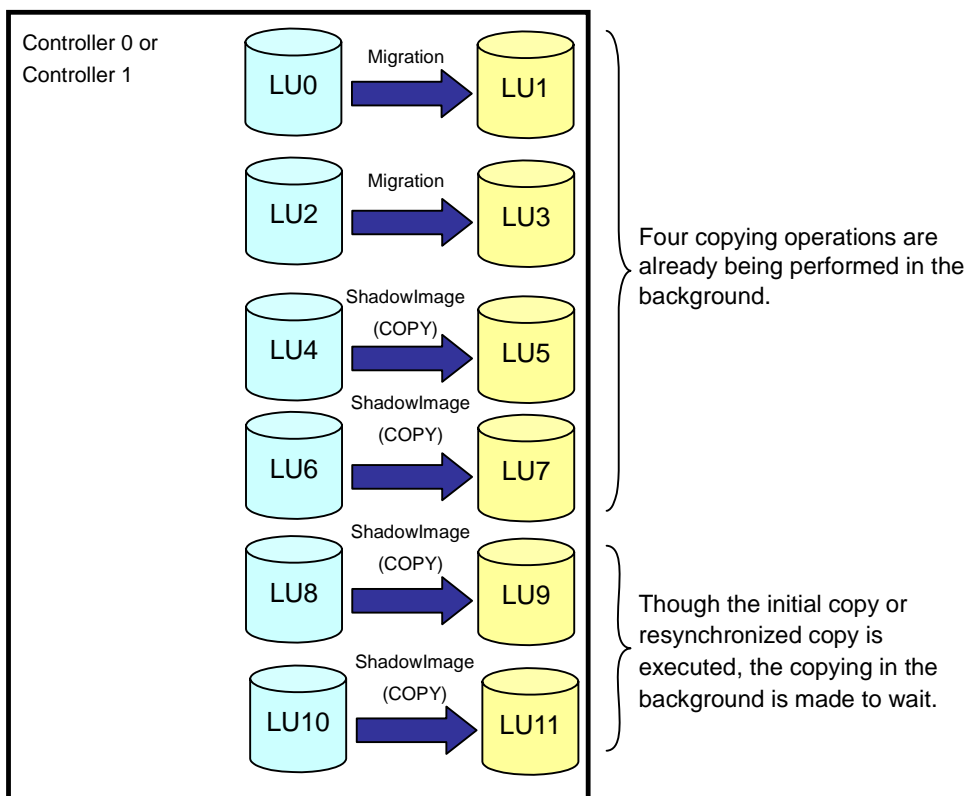 Controller 0 or
Controller 1
LU0
Migration
LU1
LU2
Migration
LU3
LU4
ShadowImage
(COPY)
LU5
LU6
ShadowImage
(COPY)
LU7
Four copying operations are
already being performed in the
background.
LU8
ShadowImage
(COPY)
LU9
LU10
ShadowImage
(COPY)
LU11
Though the initial copy or
resynchronized copy is
executed, the copying in the
background is made to wait.